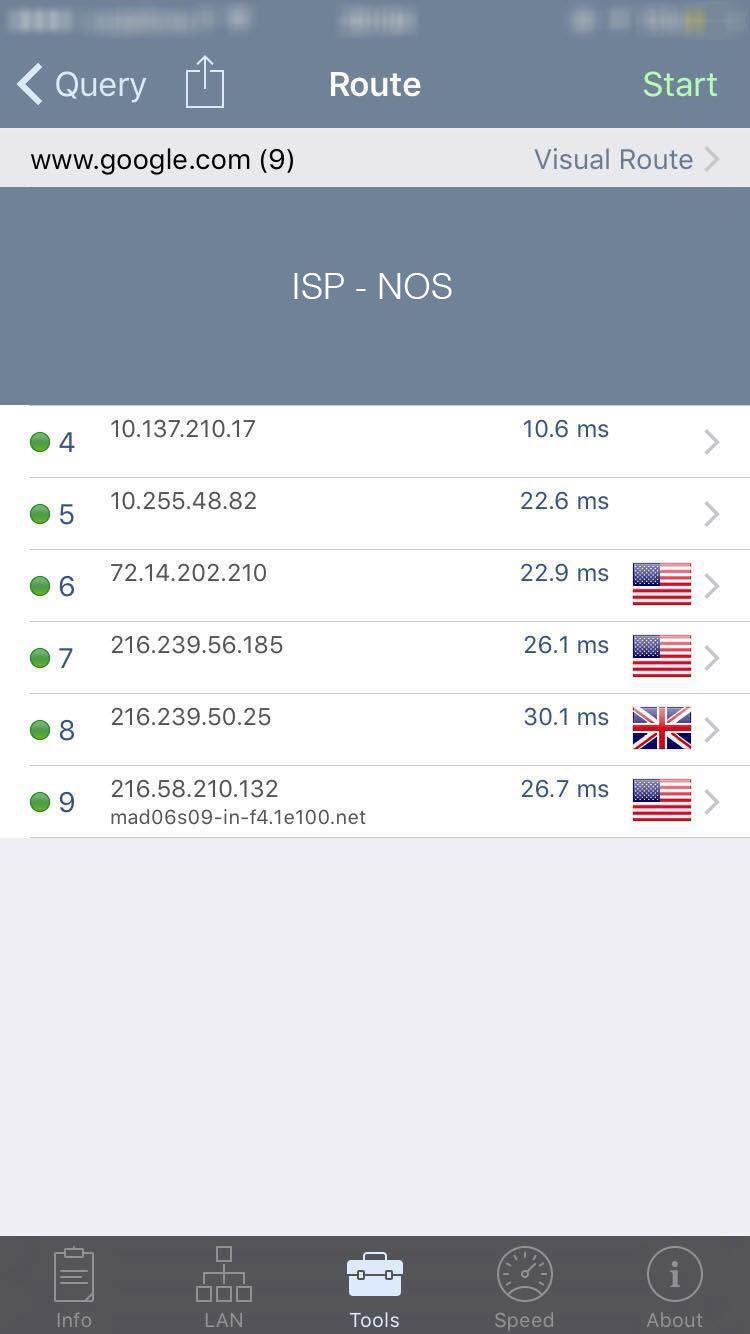 Query
Route
Start
www.google.com (9)
Visual Route
ISP - NOS
4 10.137.210.17 10.6 ms
5 10.255.48.82 22.6 ms
6 72.14.202.210 22.9 ms
7 216.239.56.185 26.1 ms
8 216.239.50.25 30.1 ms
9 216.58.210.132 26.7 ms
mad06s09-in-f4.1e100.net
Info
LAN
Tools
Speed
About